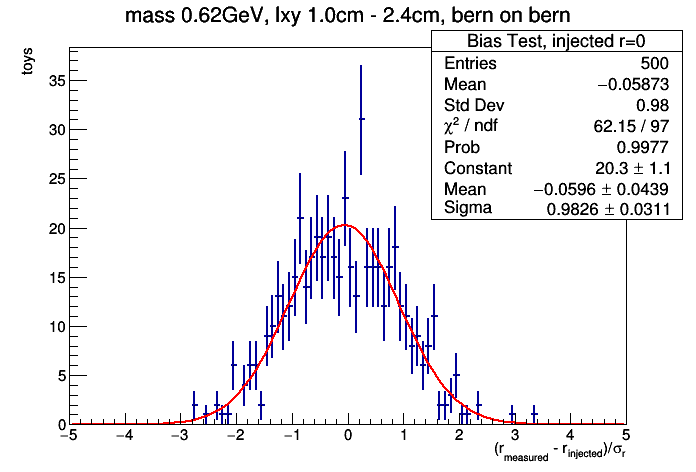 mass 0.62GeV, lxy 1.0cm - 2.4cm, bern on bern
toys
Bias Test, injected r=0
Entries 500
Mean −0.05873
Std Dev 0.98
χ² / ndf 62.15 / 97
Prob 0.9977
Constant 20.3 ± 1.1
Mean −0.0596 ± 0.0439
Sigma 0.9826 ± 0.0311
35
30
25
20
15
10
5
0
−5 −4 −3 −2 −1 0 1 2 3 4 5
(r_measured - r_injected)/σ_r